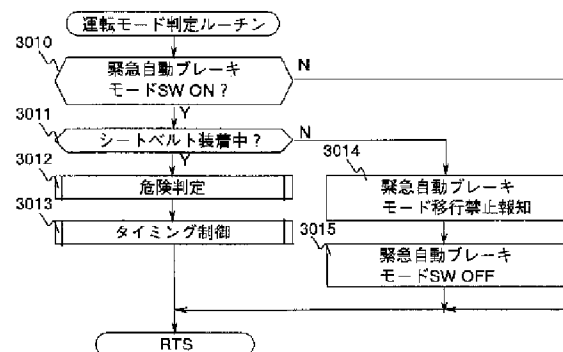 運転モード判定ルーチン
3010
緊急自動ブレーキ
モードSW ON？
N
Y
3011
シートベルト装着中？
N
Y
3012
危険判定
3013
タイミング制御
3014
緊急自動ブレーキ
モード移行禁止報知
3015
緊急自動ブレーキ
モードSW OFF
RTS